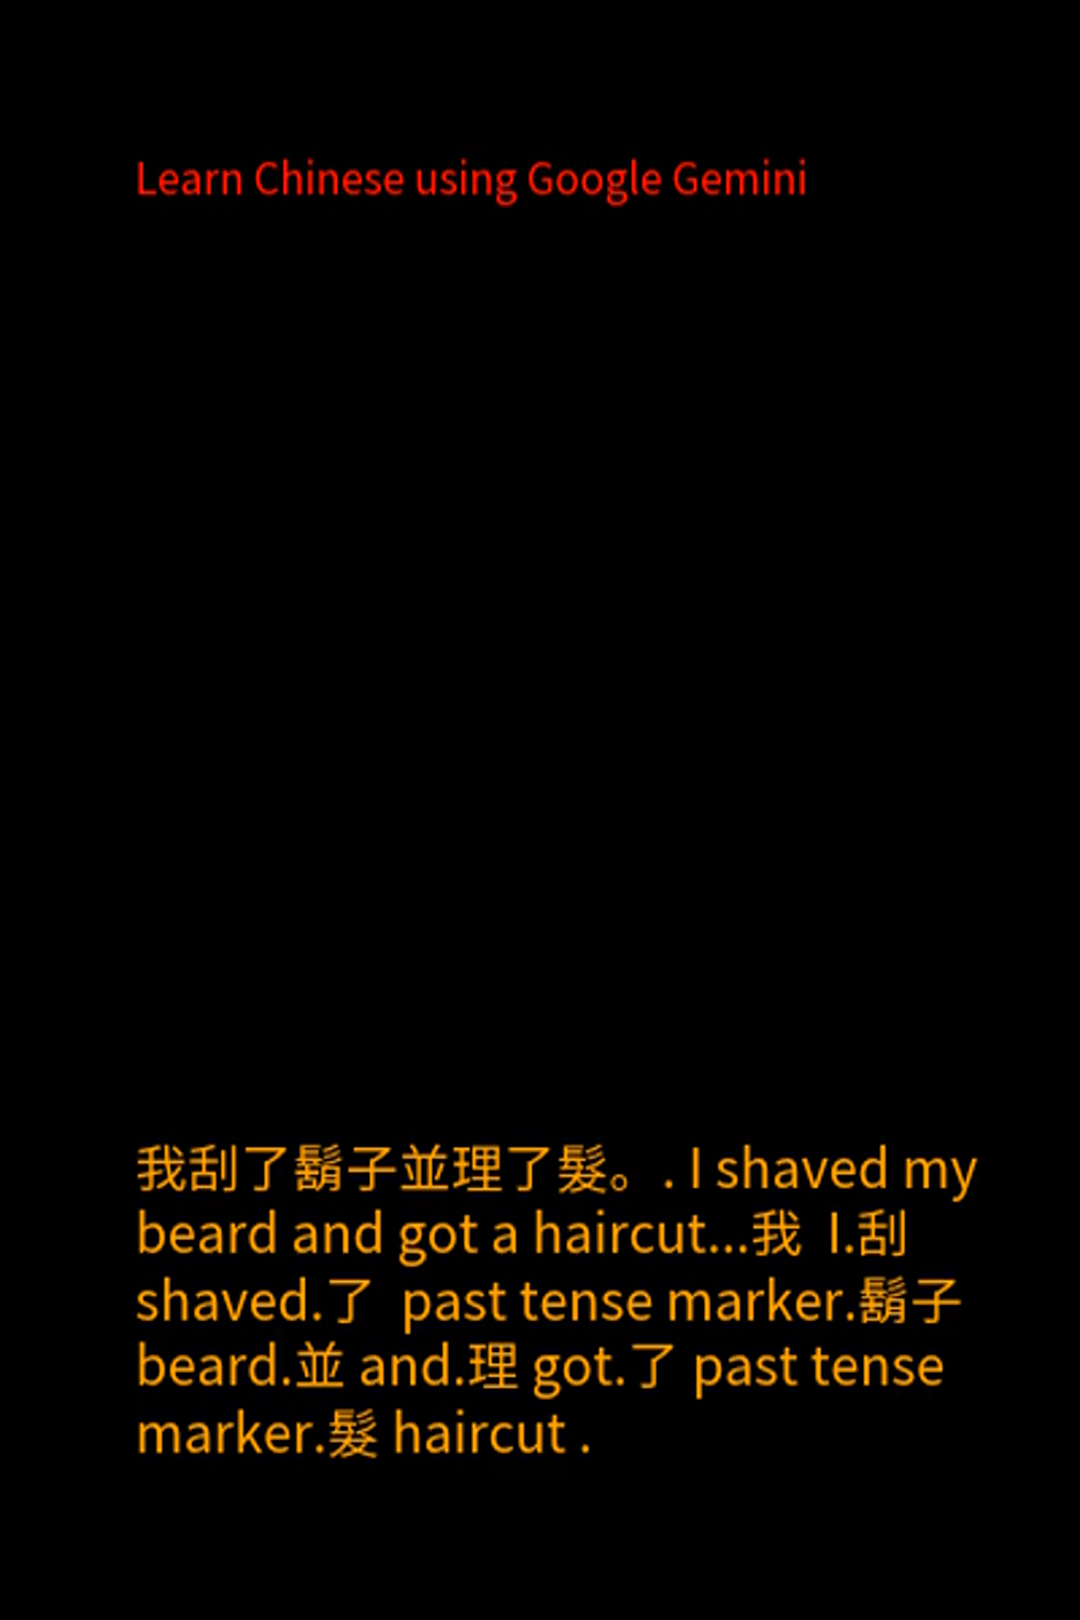 Learn Chinese using Google Gemini
我刮了鬍子並理了髮。. I shaved my
beard and got a haircut...我 I.刮
shaved.了 past tense marker.鬍子
beard.並 and.理 got.了 past tense
marker.髮 haircut .